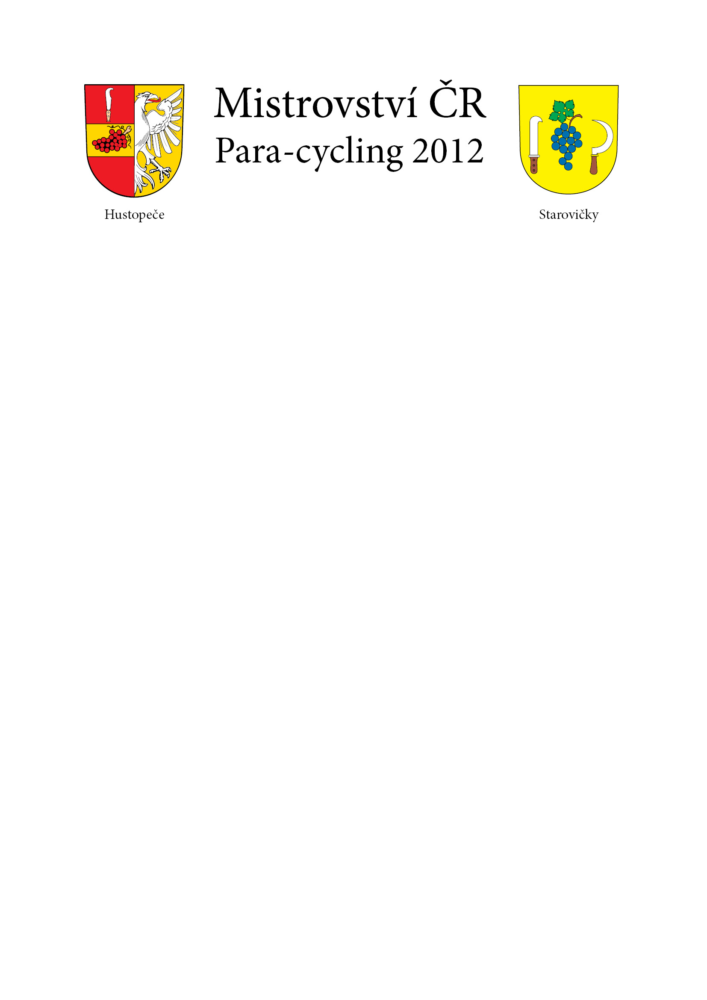 Mistrovství ČR
Para-cycling 2012
Hustopeče
Starovičky